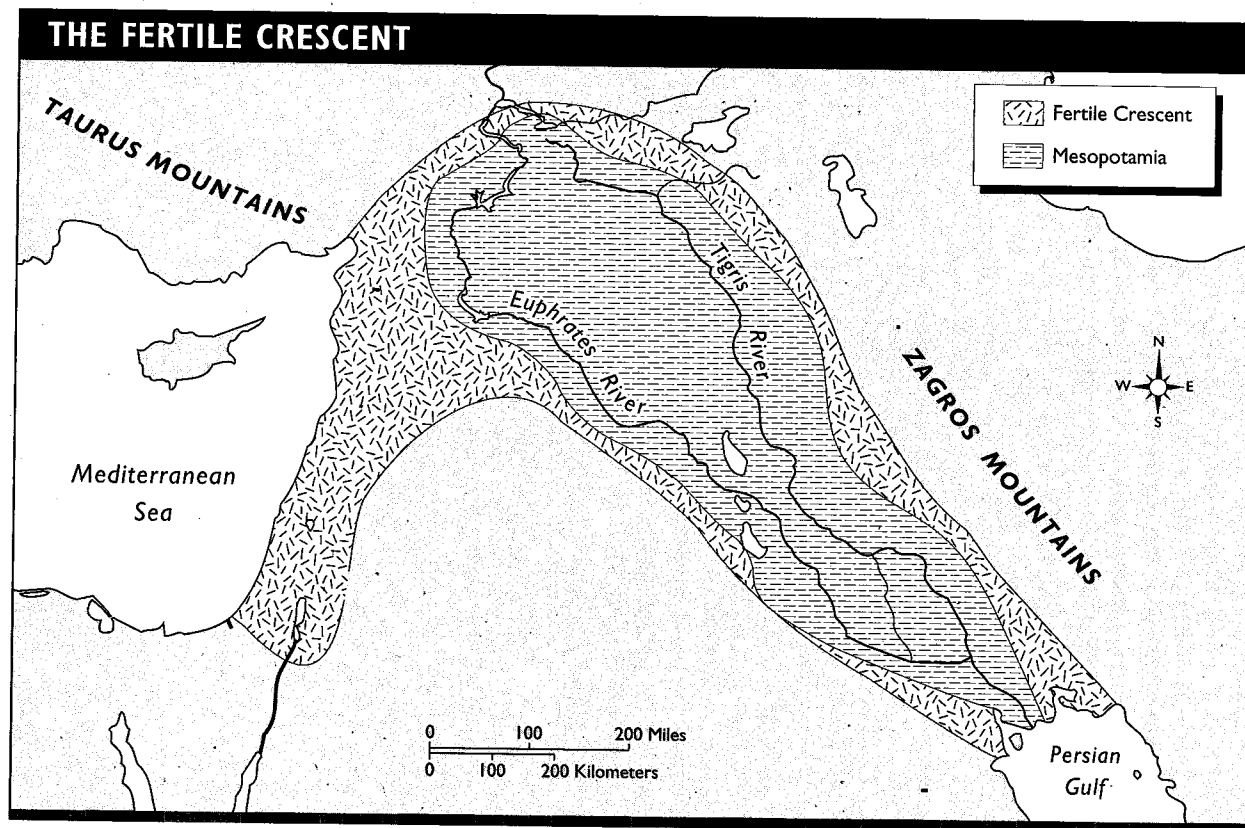 THE FERTILE CRESCENT
Fertile Crescent
Mesopotamia
TAURUS MOUNTAINS
Tigris River
Euphrates River
ZAGROS MOUNTAINS
N
W E
S
Mediterranean
Sea
0 100 200 Miles
0 100 200 Kilometers
Persian
Gulf